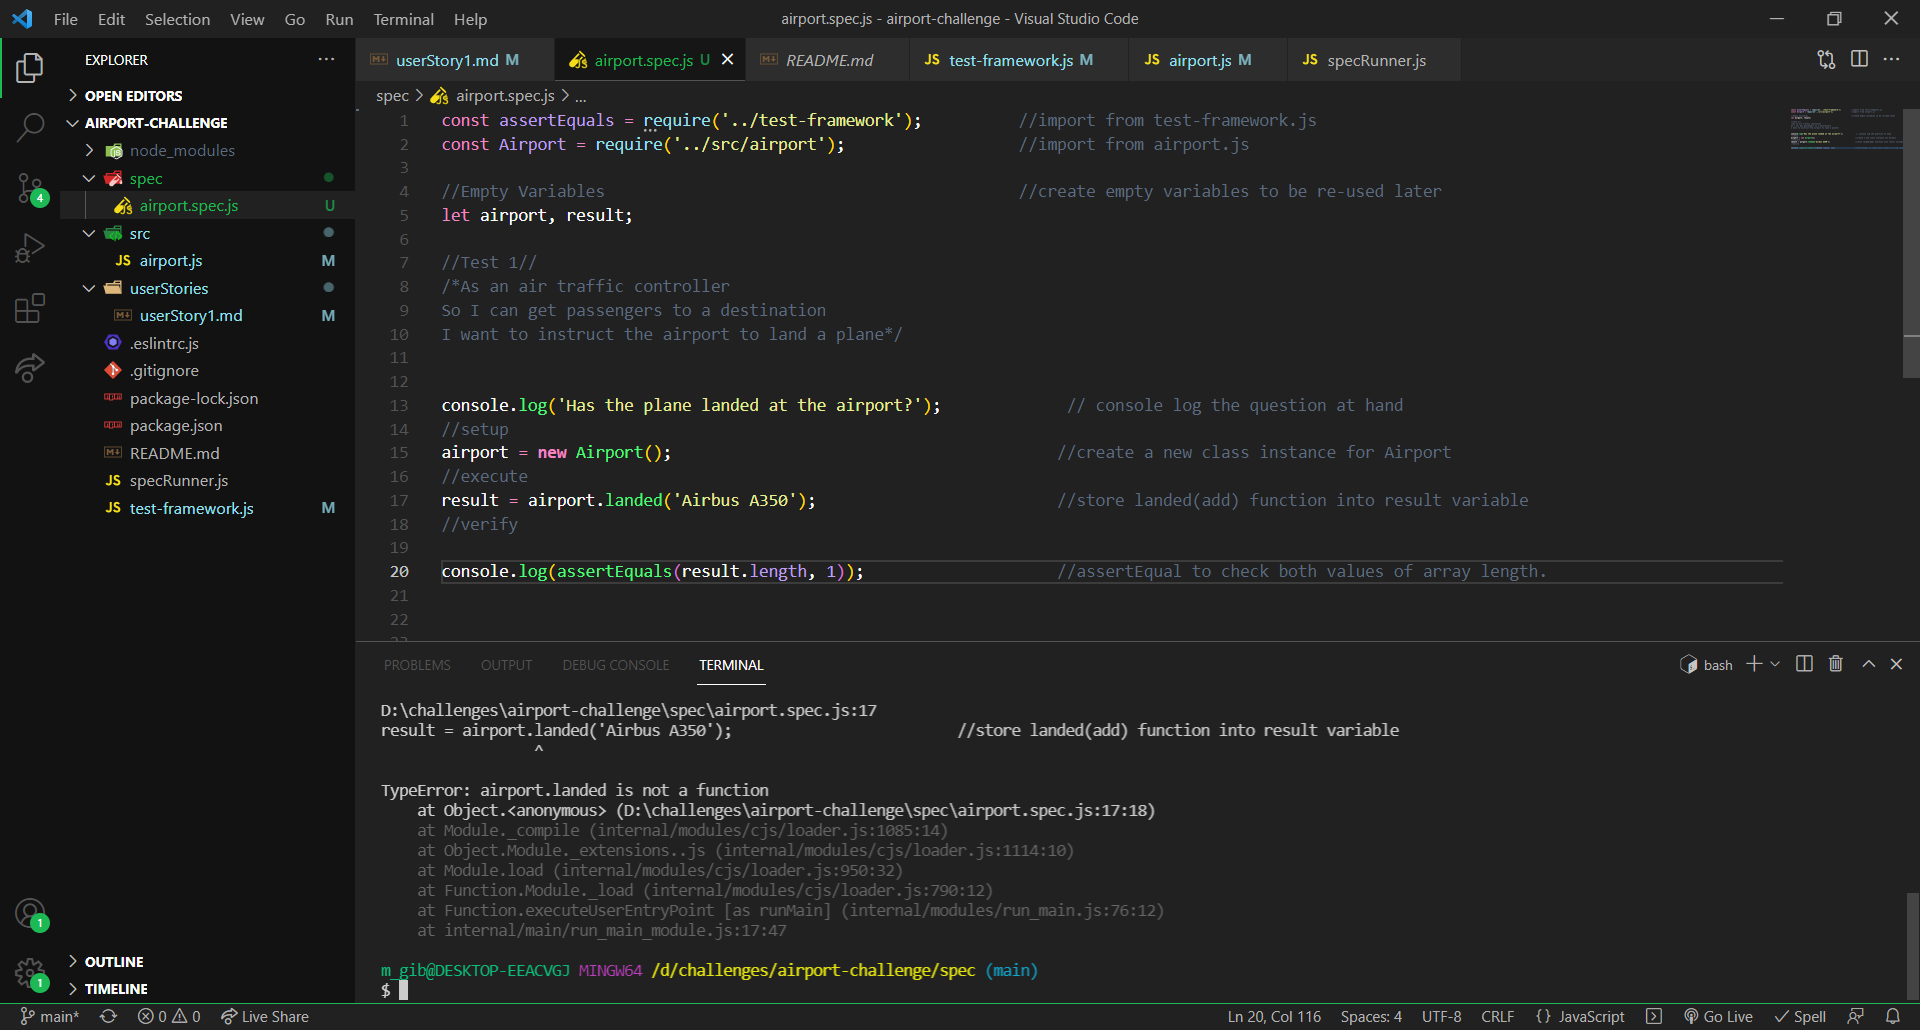 File Edit Selection View Go Run Terminal Help
airport.spec.js - airport-challenge - Visual Studio Code
EXPLORER
OPEN EDITORS
AIRPORT-CHALLENGE
node_modules
spec
airport.spec.js U
src
JS airport.js M
userStories
userStory1.md M
.eslintrc.js
.gitignore
package-lock.json
package.json
README.md
JS specRunner.js
JS test-framework.js M
OUTLINE
TIMELINE
4
1
1
userStory1.md M
airport.spec.js U
README.md
JS test-framework.js M
JS airport.js M
JS specRunner.js
spec > airport.spec.js > ...
1 const assertEquals = require('../test-framework'); //import from test-framework.js
2 const Airport = require('../src/airport'); //import from airport.js
3
4 //Empty Variables //create empty variables to be re-used later
5 let airport, result;
6
7 //Test 1//
8 /*As an air traffic controller
9 So I can get passengers to a destination
10 I want to instruct the airport to land a plane*/
11
12
13 console.log('Has the plane landed at the airport?'); // console log the question at hand
14 //setup
15 airport = new Airport(); //create a new class instance for Airport
16 //execute
17 result = airport.landed('Airbus A350'); //store landed(add) function into result variable
18 //verify
19
20 console.log(assertEquals(result.length, 1)); //assertEqual to check both values of array length.
21
22
23
PROBLEMS OUTPUT DEBUG CONSOLE TERMINAL
bash
D:\challenges\airport-challenge\spec\airport.spec.js:17
result = airport.landed('Airbus A350'); //store landed(add) function into result variable
^
TypeError: airport.landed is not a function
at Object.<anonymous> (D:\challenges\airport-challenge\spec\airport.spec.js:17:18)
at Module._compile (internal/modules/cjs/loader.js:1085:14)
at Object.Module._extensions..js (internal/modules/cjs/loader.js:1114:10)
at Module.load (internal/modules/cjs/loader.js:950:32)
at Function.Module._load (internal/modules/cjs/loader.js:790:12)
at Function.executeUserEntryPoint [as runMain] (internal/modules/run_main.js:76:12)
at internal/main/run_main_module.js:17:47
m_gib@DESKTOP-EEACVGJ MINGW64 /d/challenges/airport-challenge/spec (main)
$
main* 0 0 Live Share Ln 20, Col 116 Spaces: 4 UTF-8 CRLF {} JavaScript Go Live Spell